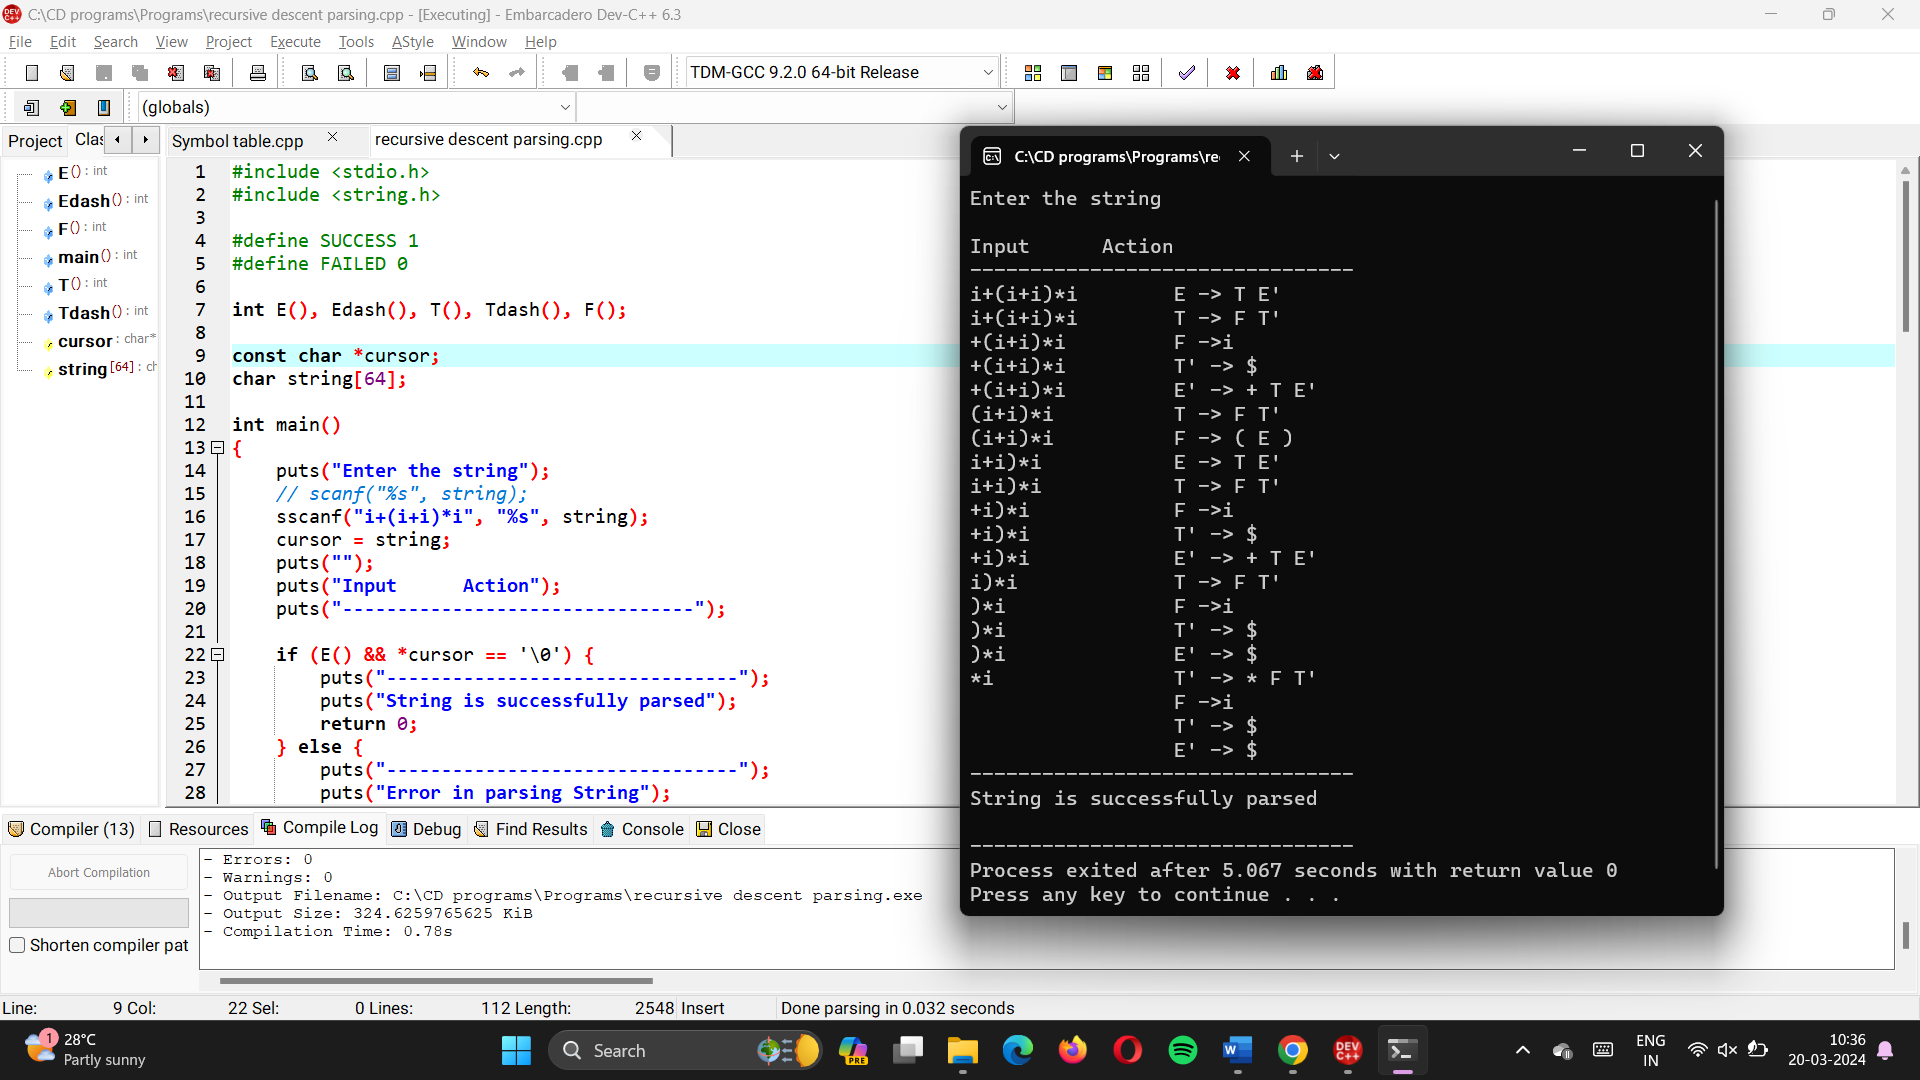 C:\CD programs\Programs\recursive descent parsing.cpp - [Executing] - Embarcadero Dev-C++ 6.3
File Edit Search View Project Execute Tools AStyle Window Help
TDM-GCC 9.2.0 64-bit Release
(globals)
Project Clas
Symbol table.cpp recursive descent parsing.cpp
E() : int
Edash() : int
F() : int
main() : int
T() : int
Tdash() : int
cursor : char*
string [64] : ch
1 #include <stdio.h>
2 #include <string.h>
3
4 #define SUCCESS 1
5 #define FAILED 0
6
7 int E(), Edash(), T(), Tdash(), F();
8
9 const char *cursor;
10 char string[64];
11
12 int main()
13 {
14 puts("Enter the string");
15 // scanf("%s", string);
16 sscanf("i+(i+i)*i", "%s", string);
17 cursor = string;
18 puts("");
19 puts("Input      Action");
20 puts("--------------------------------");
21
22 if (E() && *cursor == '\0') {
23 puts("--------------------------------");
24 puts("String is successfully parsed");
25 return 0;
26 } else {
27 puts("--------------------------------");
28 puts("Error in parsing String");
C:\CD programs\Programs\re
Enter the string
Input      Action
--------------------------------
i+(i+i)*i        E -> T E'
i+(i+i)*i        T -> F T'
+(i+i)*i         F ->i
+(i+i)*i         T' -> $
+(i+i)*i         E' -> + T E'
(i+i)*i          T -> F T'
(i+i)*i          F -> ( E )
i+i)*i           E -> T E'
i+i)*i           T -> F T'
+i)*i            F ->i
+i)*i            T' -> $
+i)*i            E' -> + T E'
i)*i             T -> F T'
)*i              F ->i
)*i              T' -> $
)*i              E' -> $
*i               T' -> * F T'
F ->i
T' -> $
E' -> $
--------------------------------
String is successfully parsed
--------------------------------
Process exited after 5.067 seconds with return value 0
Press any key to continue . . .
Compiler (13) Resources Compile Log Debug Find Results Console Close
Abort Compilation
Shorten compiler pat
- Errors: 0
- Warnings: 0
- Output Filename: C:\CD programs\Programs\recursive descent parsing.exe
- Output Size: 324.6259765625 KiB
- Compilation Time: 0.78s
Line: 9 Col: 22 Sel: 0 Lines: 112 Length: 2548 Insert Done parsing in 0.032 seconds
1
28°C
Partly sunny
Search
PRE
W
DEV C++
ENG
IN
10:36
20-03-2024